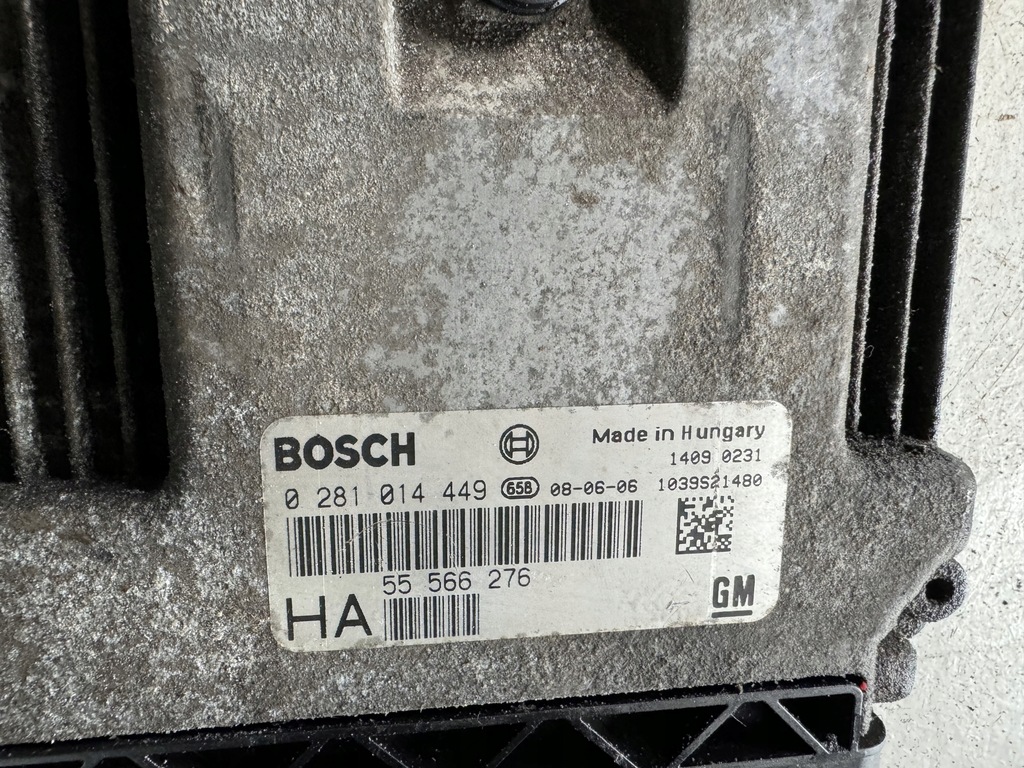 BOSCH
Made in Hungary
1409 0231
0 281 014 449 658 08-06-06 1039S21480
55 566 276
HA
GM